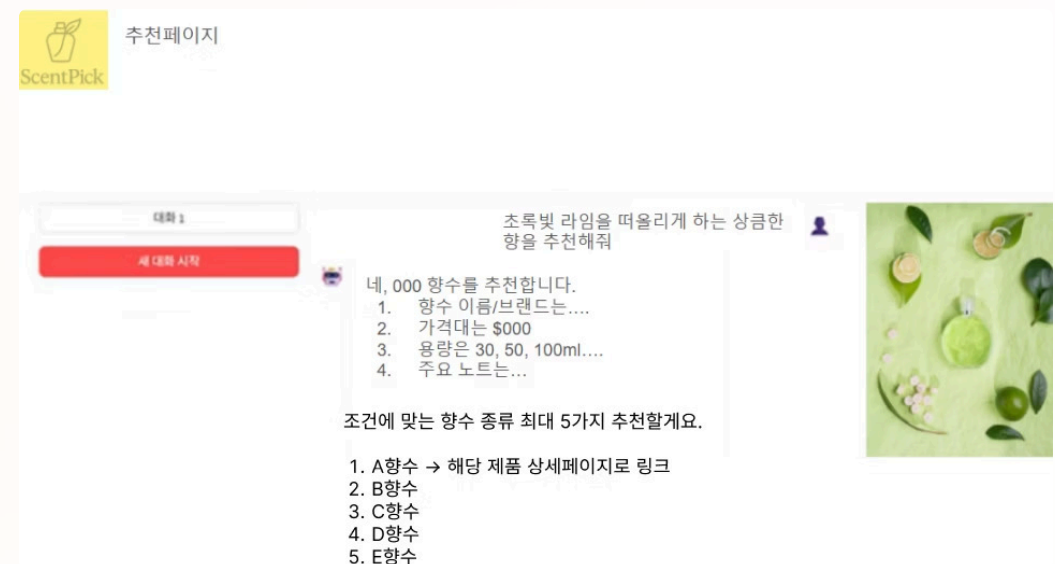 ScentPick
추천페이지
대화 1
새 대화 시작
초록빛 라임을 떠올리게 하는 상큼한
향을 추천해줘
네, 000 향수를 추천합니다.
1. 향수 이름/브랜드는....
2. 가격대는 $000
3. 용량은 30, 50, 100ml....
4. 주요 노트는...
조건에 맞는 향수 종류 최대 5가지 추천할게요.
1. A향수 → 해당 제품 상세페이지로 링크
2. B향수
3. C향수
4. D향수
5. E향수